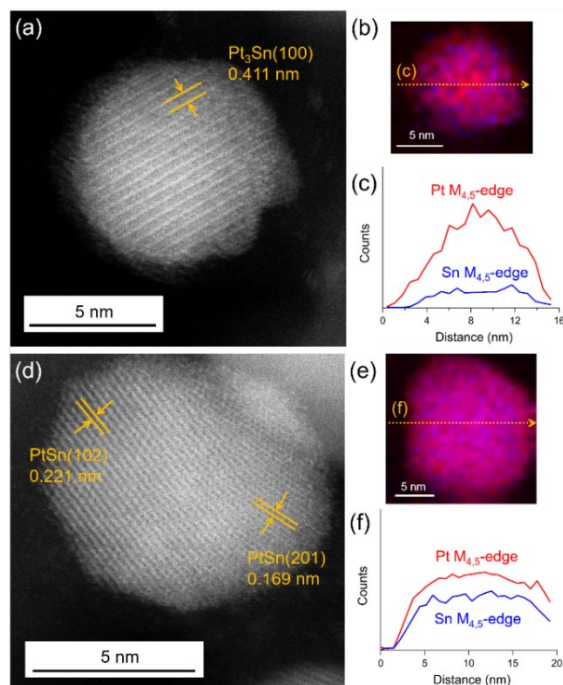 (a)
Pt₃Sn(100)
0.411 nm
5 nm
(b)
(c)
5 nm
(c)
Pt M₄,₅-edge
Sn M₄,₅-edge
Counts
0 4 8 12 16
Distance (nm)
(d)
PtSn(102)
0.221 nm
PtSn(201)
0.169 nm
5 nm
(e)
(f)
5 nm
(f)
Pt M₄,₅-edge
Sn M₄,₅-edge
Counts
0 5 10 15 20
Distance (nm)